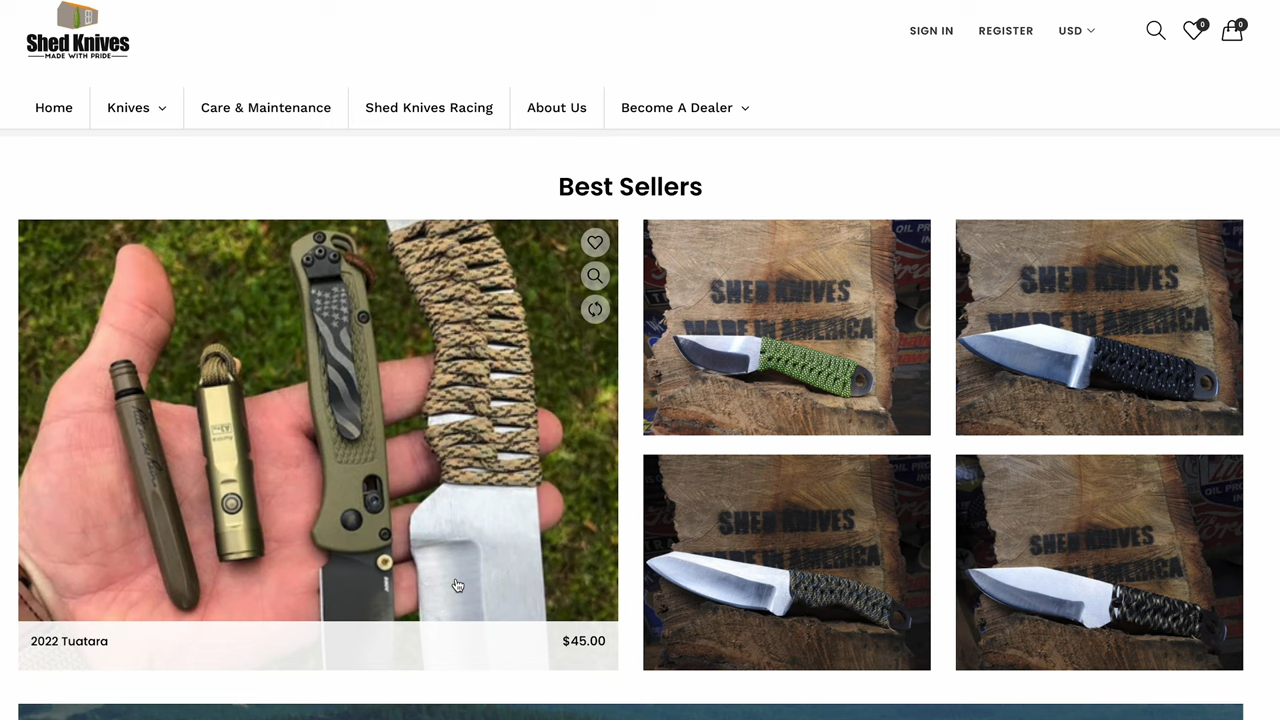 Shed Knives
MADE WITH PRIDE
SIGN IN
REGISTER
USD
0
0
Home
Knives
Care & Maintenance
Shed Knives Racing
About Us
Become A Dealer
Best Sellers
SHED KNIVES
MADE IN AMERICA
SHED KNIVES
MADE IN AMERICA
2022 Tuatara
$45.00
SHED KNIVES
MADE IN AMERICA
SHED KNIVES
MADE IN AMERICA